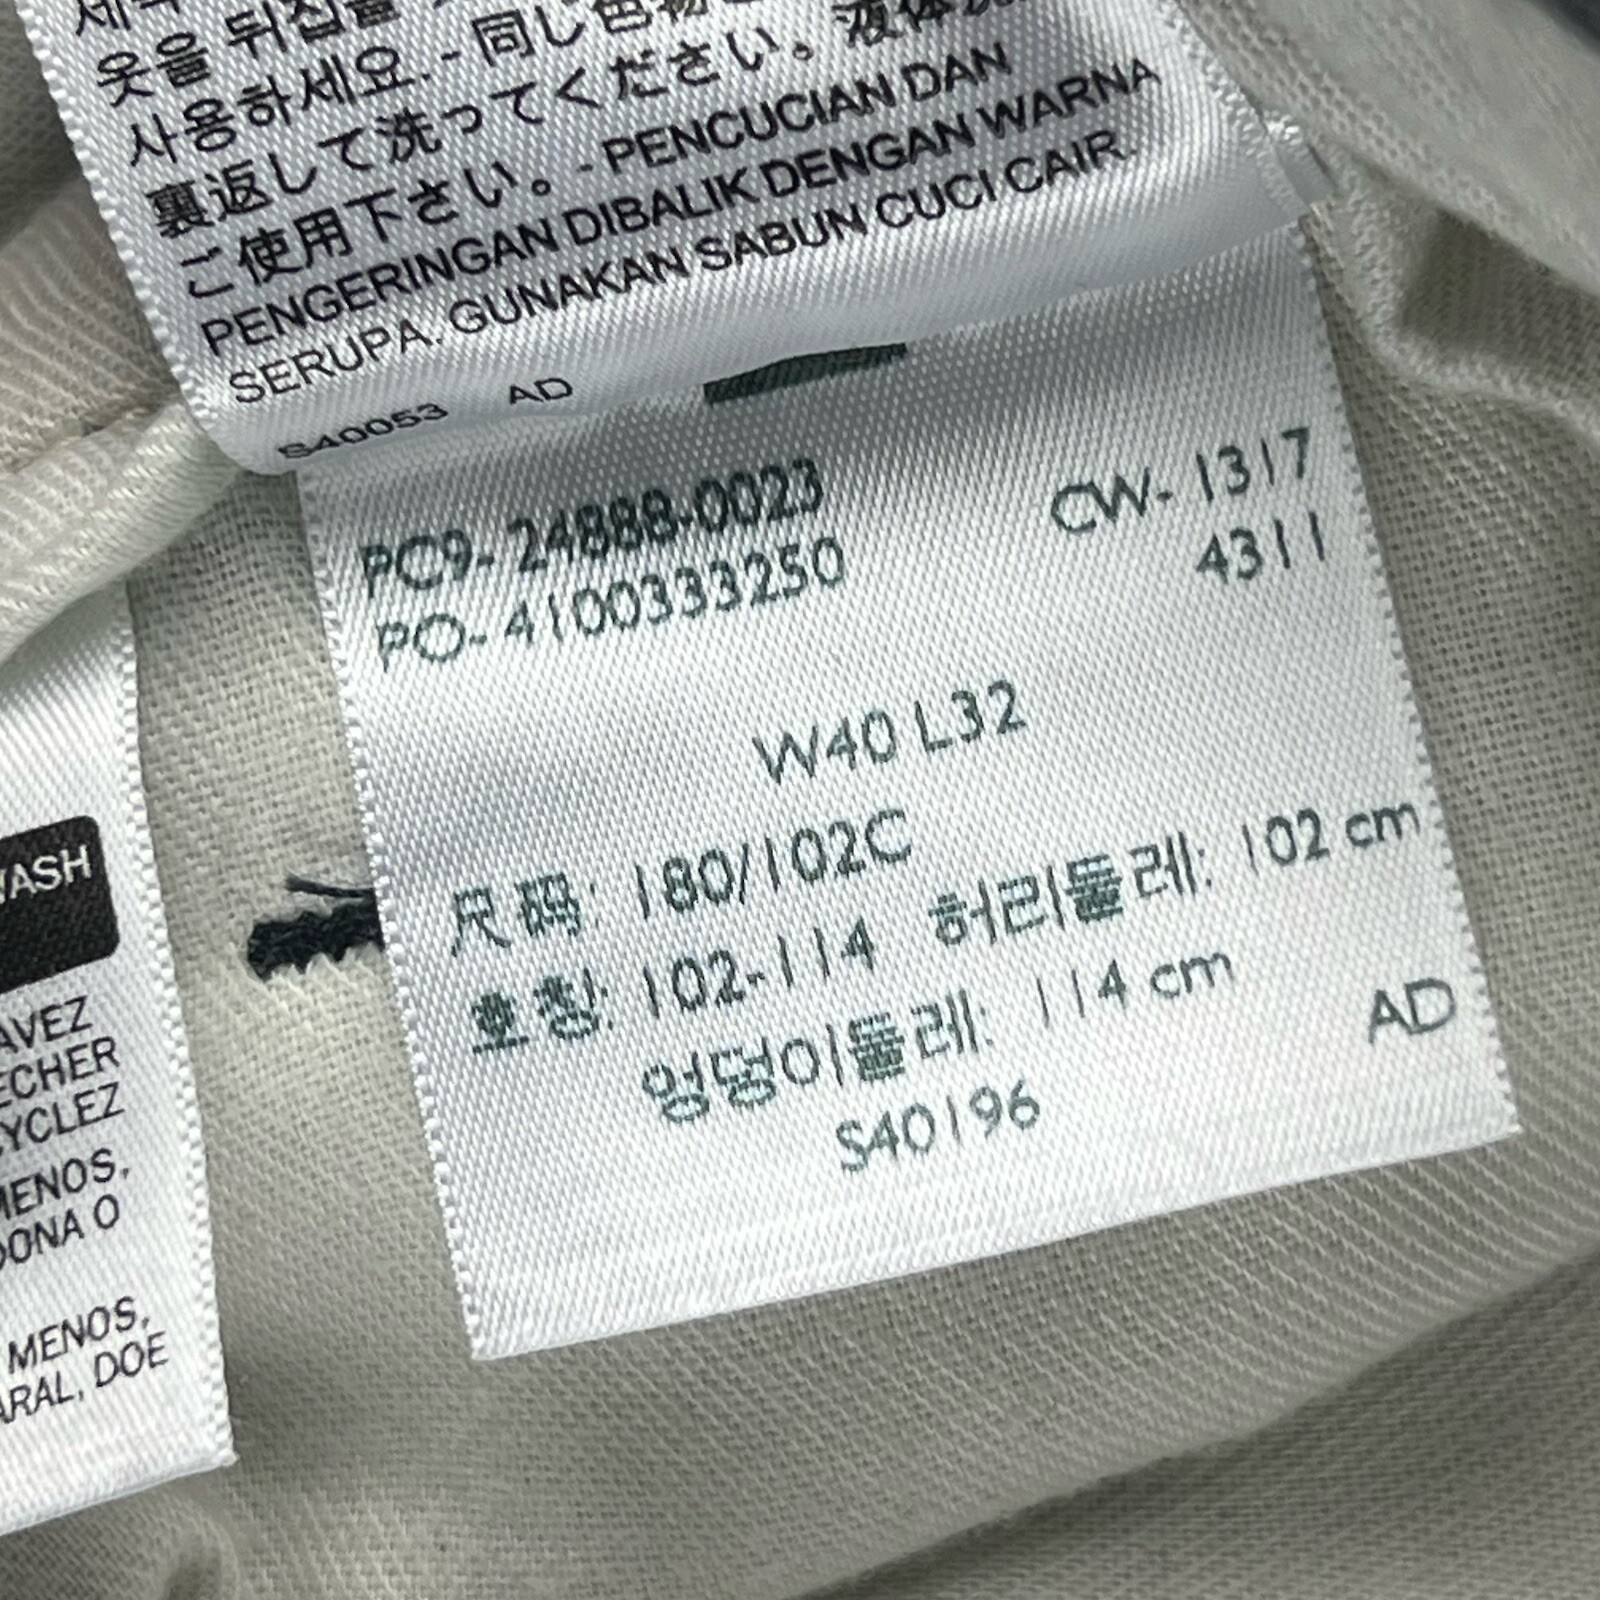 옷을 뒤집을
사용하세요. - 同じ色物
裏返して洗ってください。液体
ご使用下さい。 - PENCUCIAN DAN
PENGERINGAN DIBALIK DENGAN WARNA
SERUPA. GUNAKAN SABUN CUCI CAIR.
S40053 AD
PC9- 24888-0023 CW- 1317
PO- 4100333250 4311
W40 L32
尺码: 180/102C
호칭: 102-114 허리둘레: 102 cm
엉덩이둘레: 114 cm
S40196 AD
WASH
AVEZ
ECHER
CYCLEZ
MENOS,
DONA O
MENOS,
ARAL, DOE